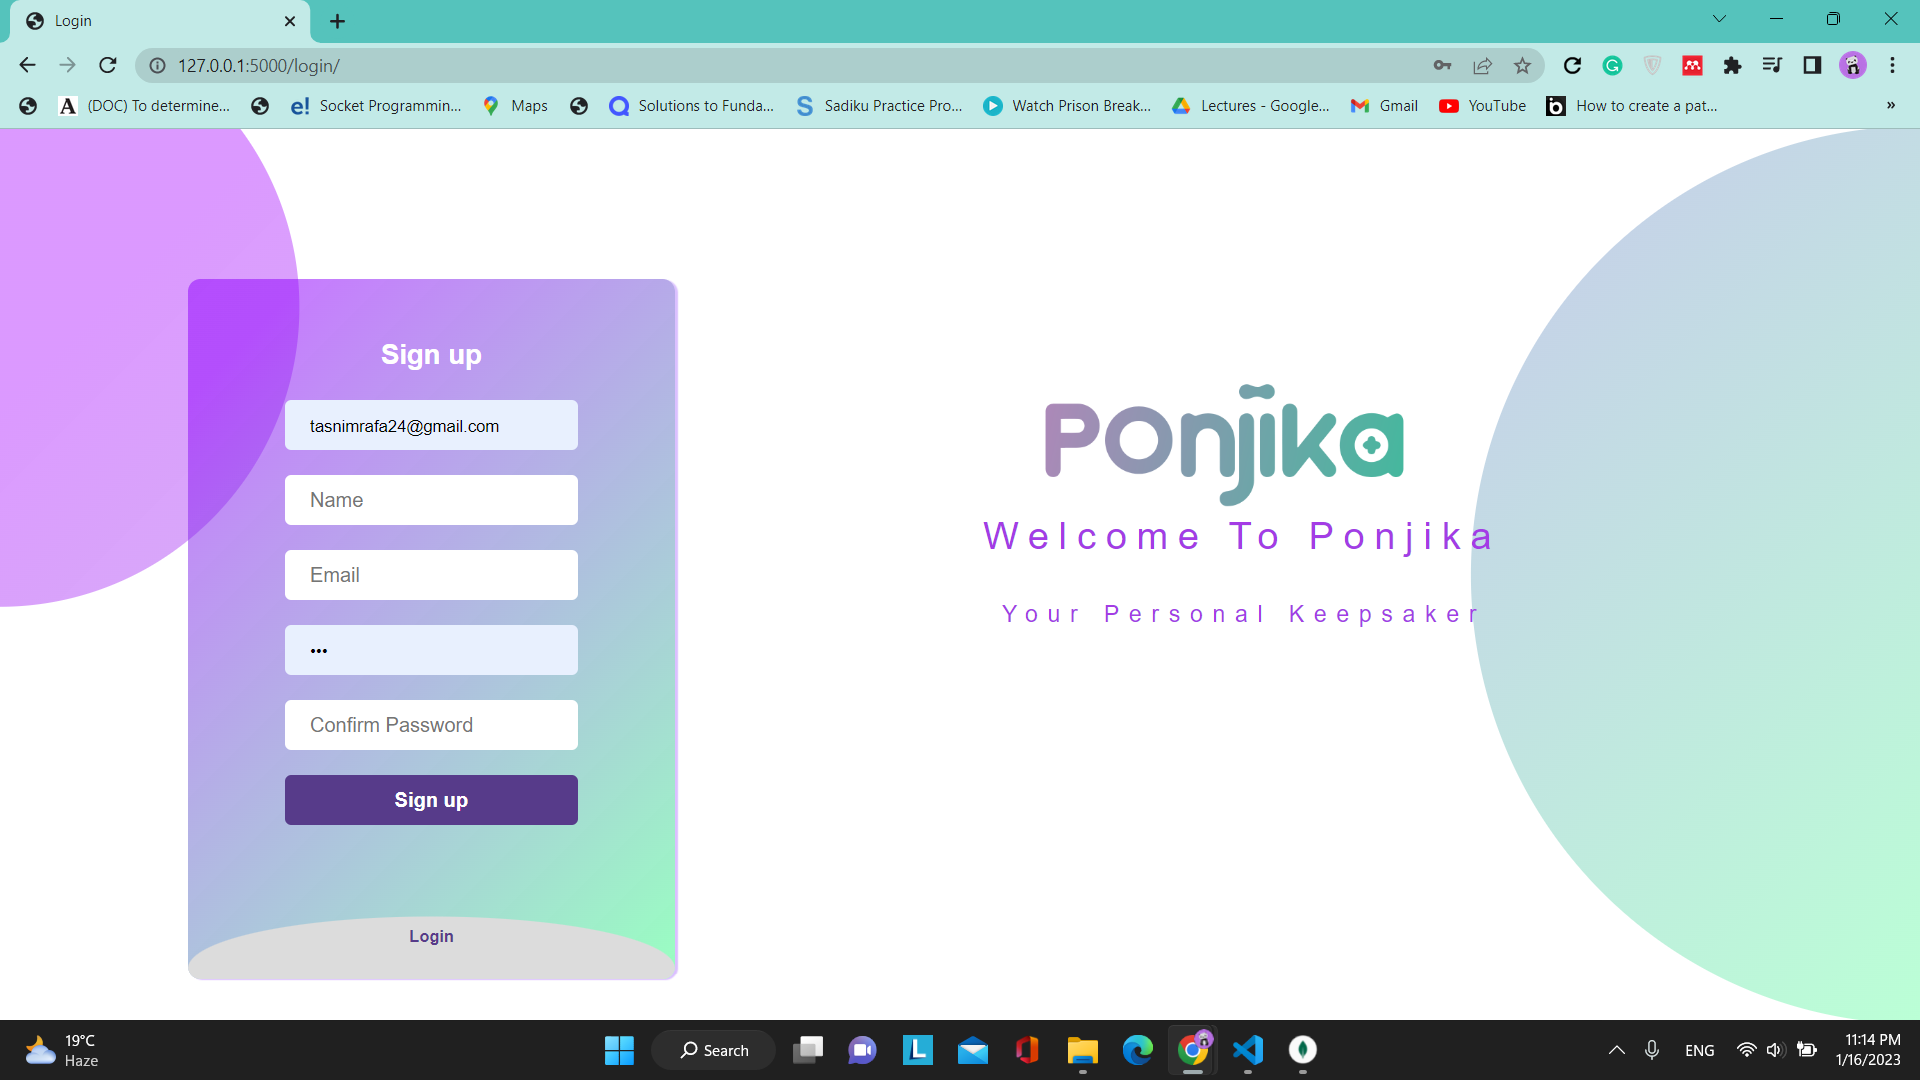 Login
127.0.0.1:5000/login/
(DOC) To determine...
Socket Programmin...
Maps
Solutions to Funda...
Sadiku Practice Pro...
Watch Prison Break...
Lectures - Google...
Gmail
YouTube
How to create a pat...
»
Sign up
tasnimrafa24@gmail.com
Name
Email
•••
Confirm Password
Sign up
Login
Ponjika
Welcome To Ponjika
Your Personal Keepsaker
19°C
Haze
Search
ENG
11:14 PM
1/16/2023